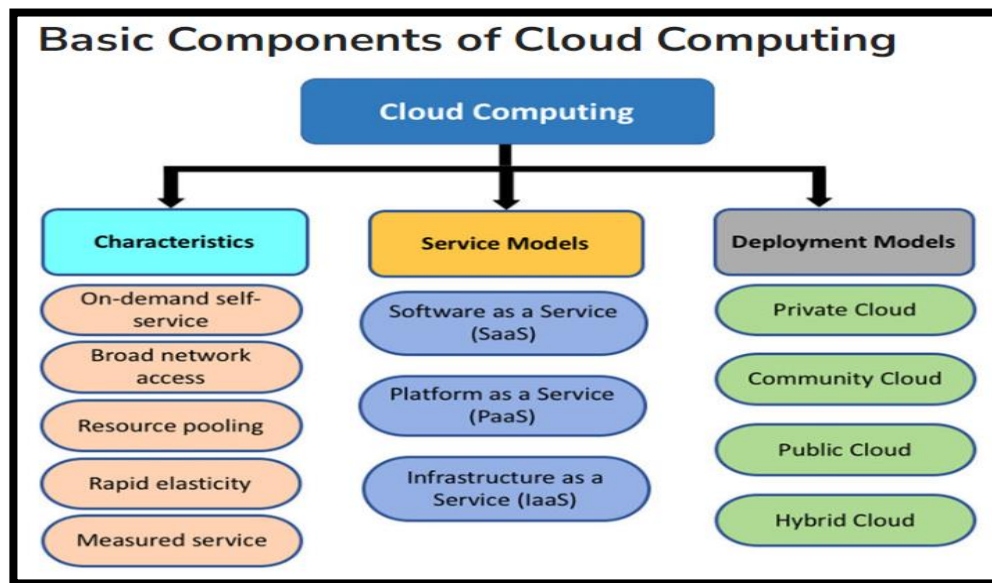 Basic Components of Cloud Computing
Cloud Computing
Characteristics
On-demand self-
service
Broad network
access
Resource pooling
Rapid elasticity
Measured service
Service Models
Software as a Service
(SaaS)
Platform as a Service
(PaaS)
Infrastructure as a
Service (IaaS)
Deployment Models
Private Cloud
Community Cloud
Public Cloud
Hybrid Cloud